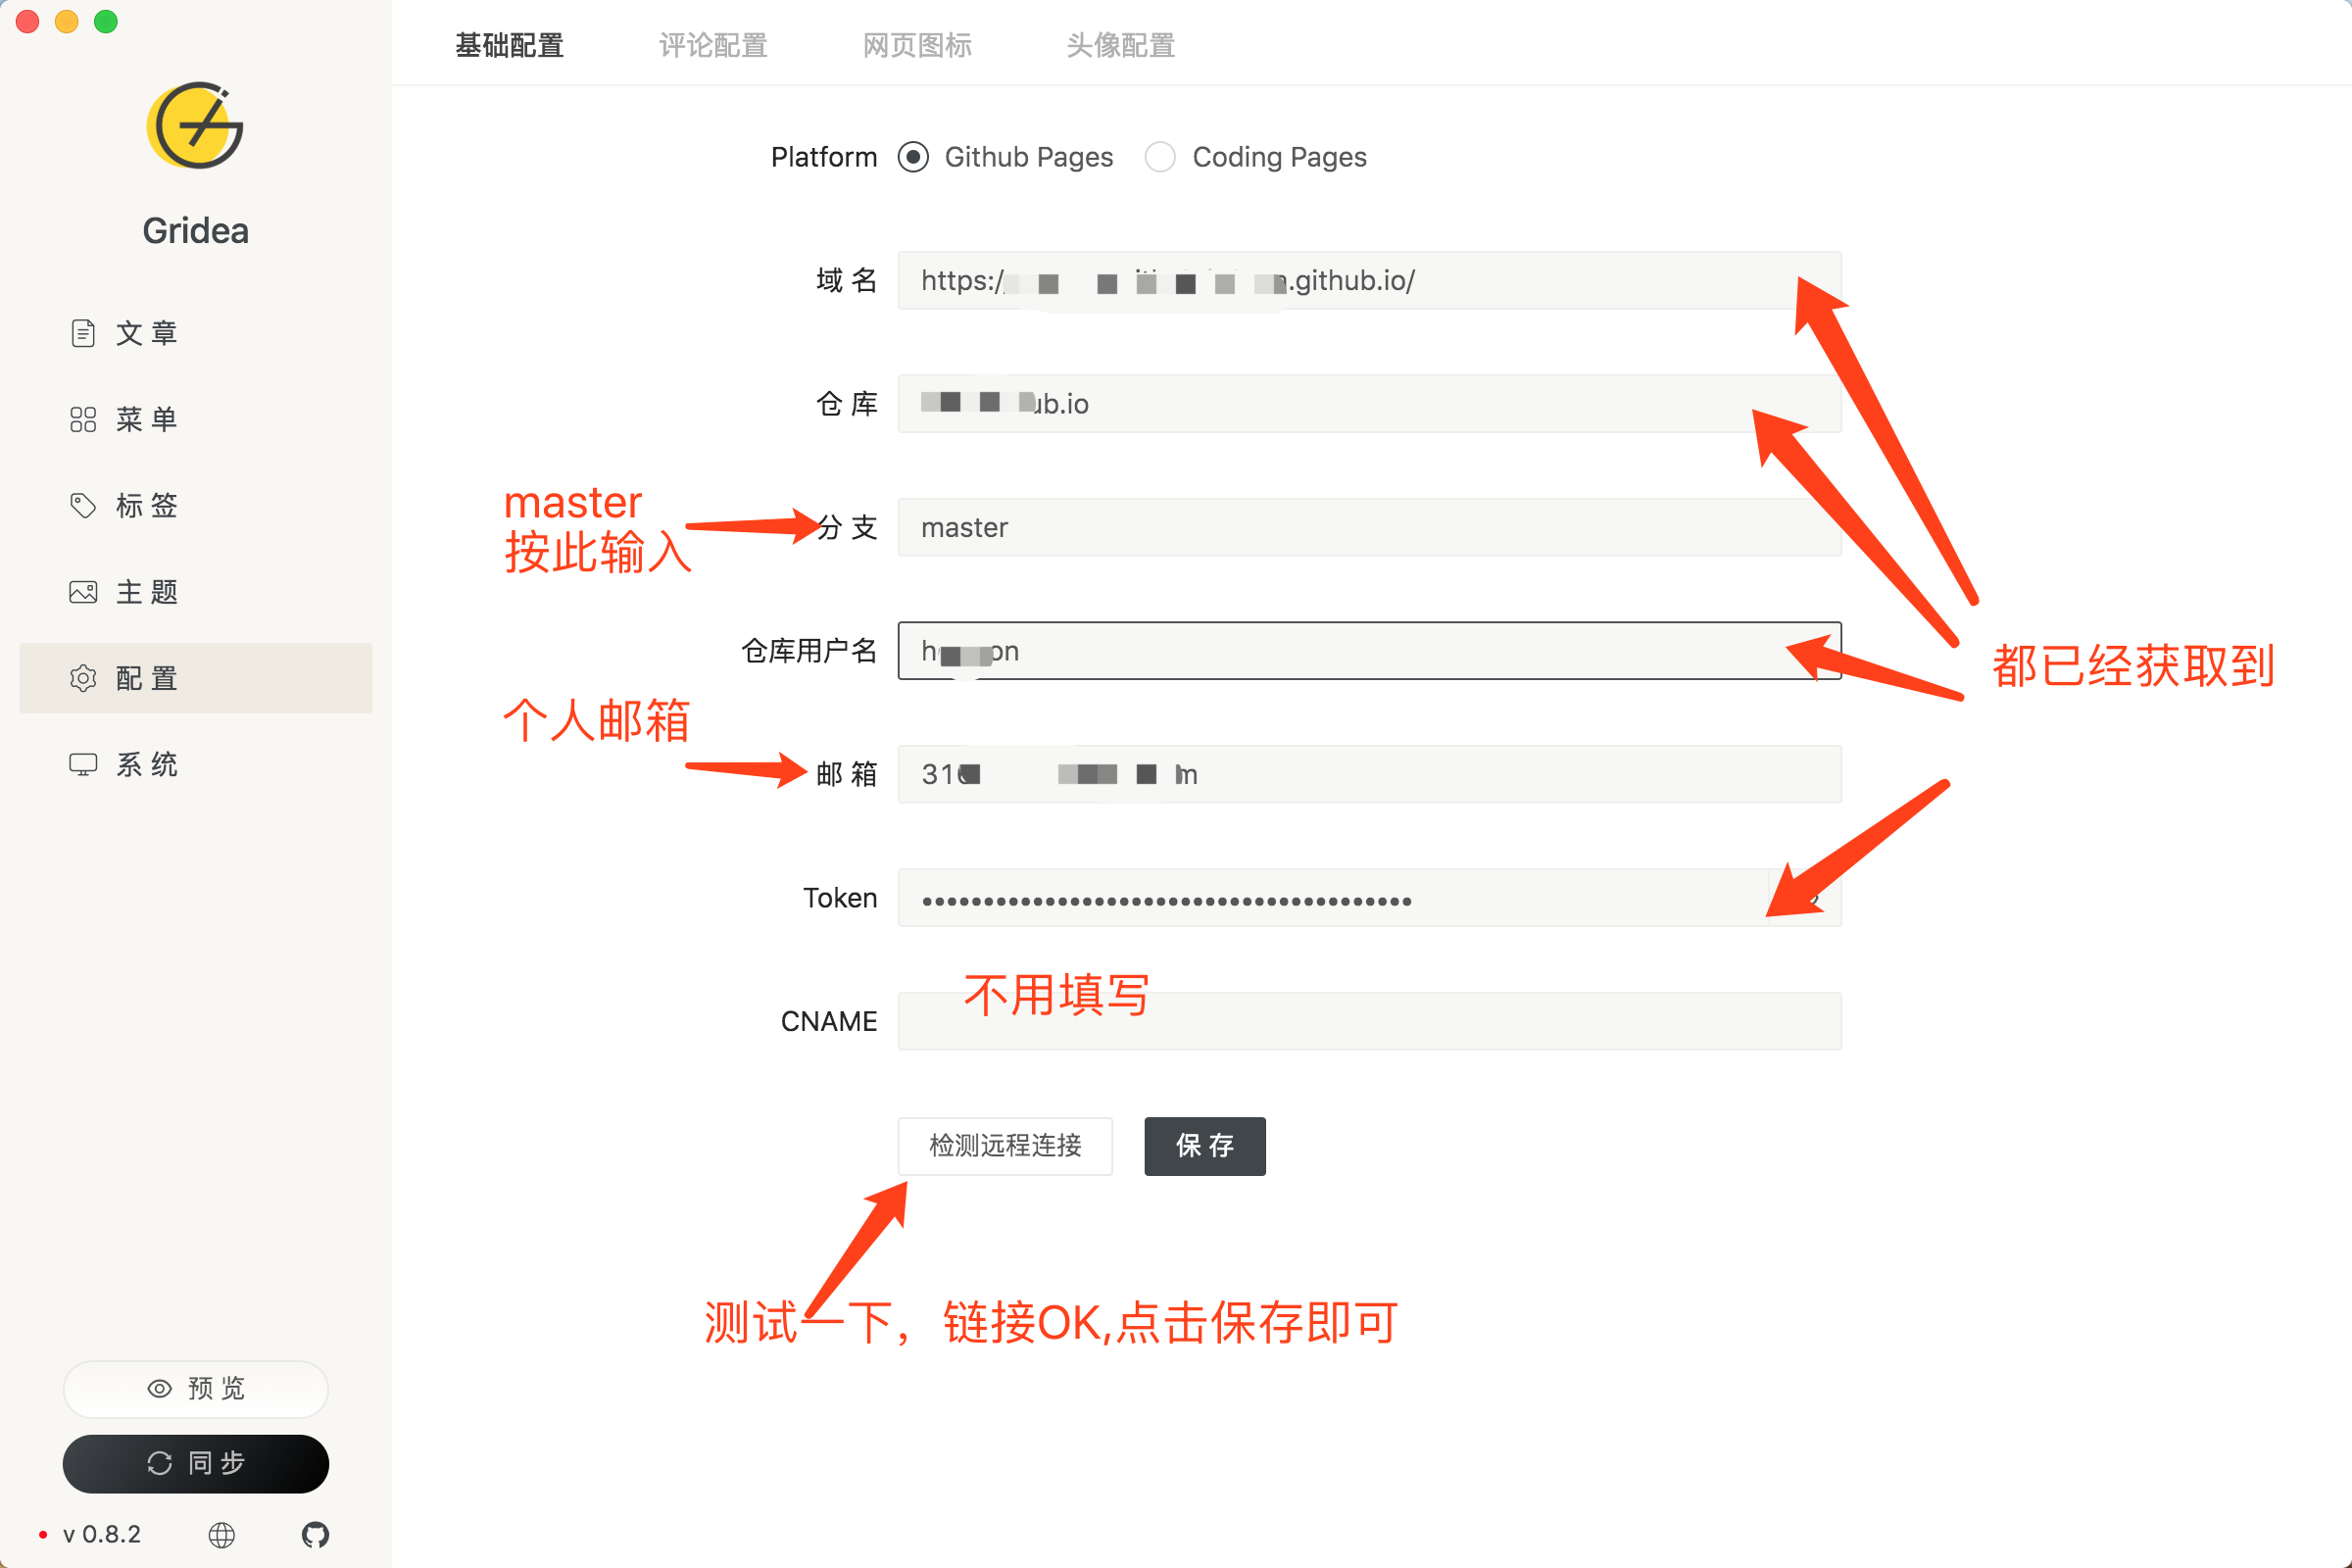 基础配置 评论配置 网页图标 头像配置
Gridea
文章
菜单
标签
主题
配置
系统
预览
同步
v 0.8.2
Platform Github Pages Coding Pages
域名 https:/ .github.io/
仓库 ub.io
master
按此输入
分支 master
仓库用户名 h on
都已经获取到
个人邮箱
邮箱 31 m
Token ••••••••••••••••••••••••••••••••••••••••
不用填写
CNAME
检测远程连接 保存
测试一下，链接OK,点击保存即可